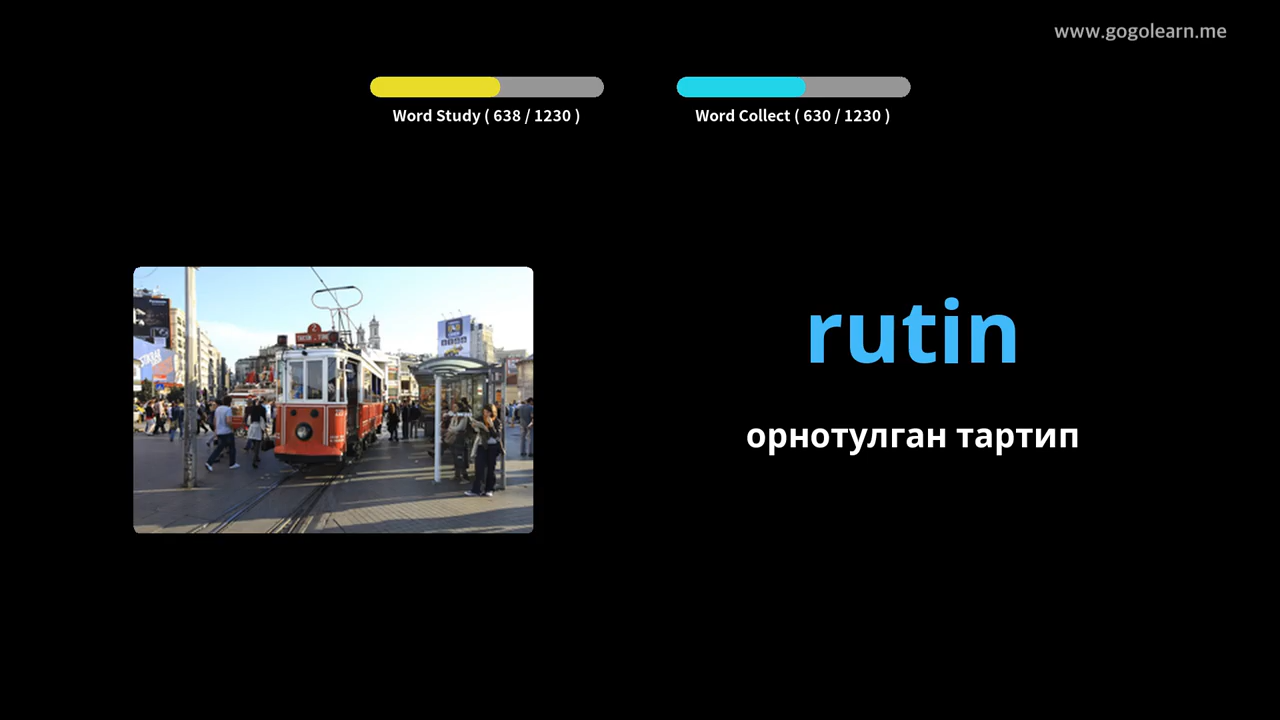 www.gogolearn.me
Word Study ( 638 / 1230 )
Word Collect ( 630 / 1230 )
rutin
орнотулган тартип